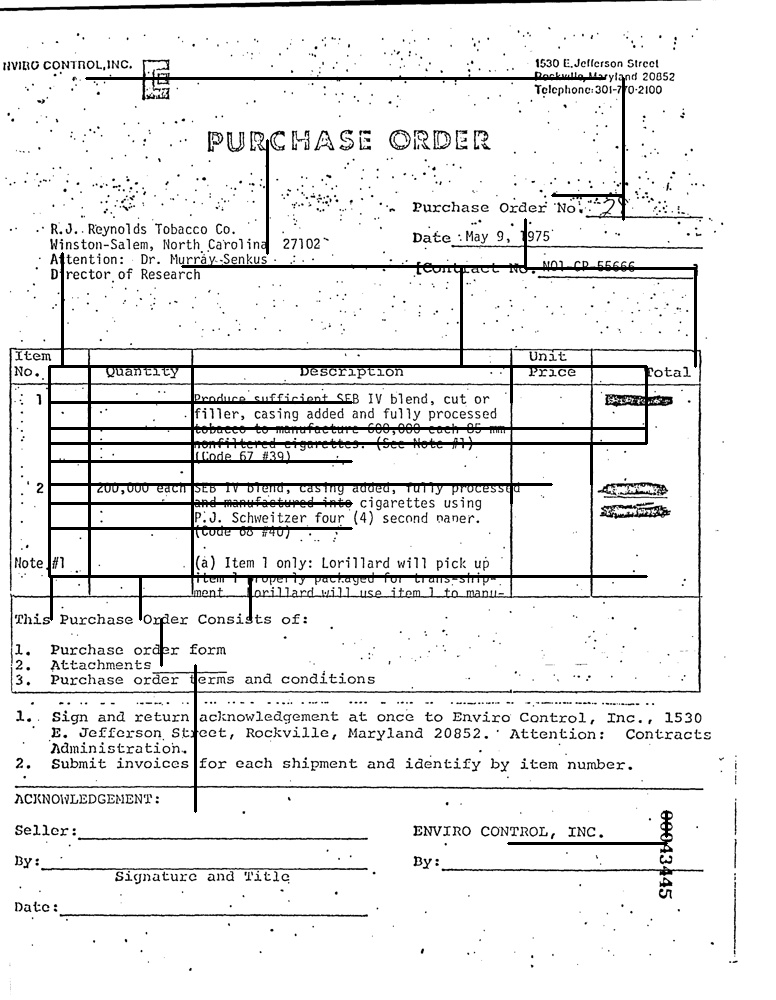 NVIRO CONTROL, INC.
1530 E. Jefferson Street
Rockville, Maryland 20852
Telephone: 301-770-2100
PURCHASE ORDER
Purchase Order No. 28
R.J. Reynolds Tobacco Co.
Winston-Salem, North Carolina 27102
Attention: Dr. Murray Senkus
Director of Research
Date May 9, 1975
[Contract No. NO1-CP-55666]
Item No. Quantity Description Unit Price Total
1 Produce sufficient SEB IV blend, cut or
filler, casing added and fully processed
tobacco to manufacture 600,000 each 85 mm
nonfiltered cigarettes. (See Note #1)
(Code 67 #39)
2 200,000 each SEB IV blend, casing added, fully processed
and manufactured into cigarettes using
P.J. Schweitzer four (4) second paper.
(Code 68 #40)
Note #1 (a) Item 1 only: Lorillard will pick up
item 1 properly packaged for trans-ship-
ment. Lorillard will use item 1 to manu-
This Purchase Order Consists of:
1. Purchase order form
2. Attachments
3. Purchase order terms and conditions
1. Sign and return acknowledgement at once to Enviro Control, Inc., 1530
E. Jefferson Street, Rockville, Maryland 20852. Attention: Contracts
Administration.
2. Submit invoices for each shipment and identify by item number.
ACKNOWLEDGEMENT:
Seller:
ENVIRO CONTROL, INC.
By:
By:
Signature and Title
Date:
00043445